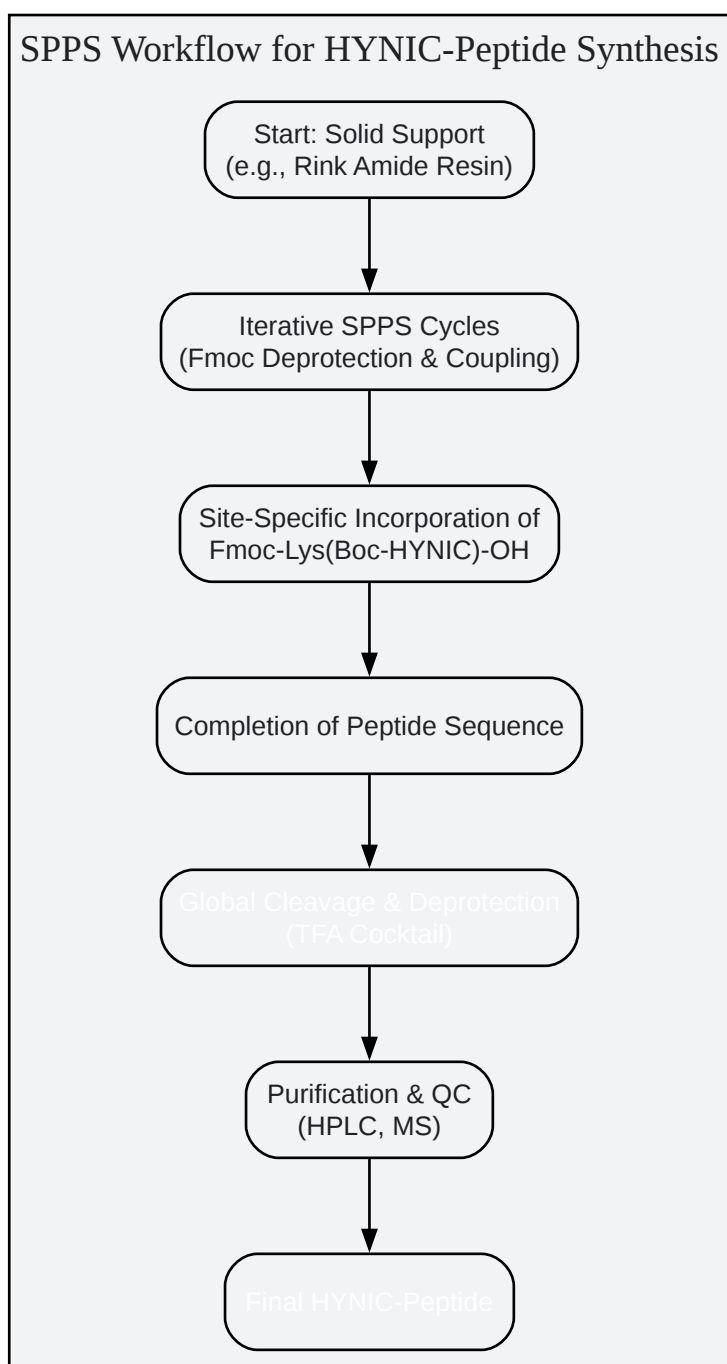 SPPS Workflow for HYNIC-Peptide Synthesis
Start: Solid Support
(e.g., Rink Amide Resin)
Iterative SPPS Cycles
(Fmoc Deprotection & Coupling)
Site-Specific Incorporation of
Fmoc-Lys(Boc-HYNIC)-OH
Completion of Peptide Sequence
Global Cleavage & Deprotection
(TFA Cocktail)
Purification & QC
(HPLC, MS)
Final HYNIC-Peptide